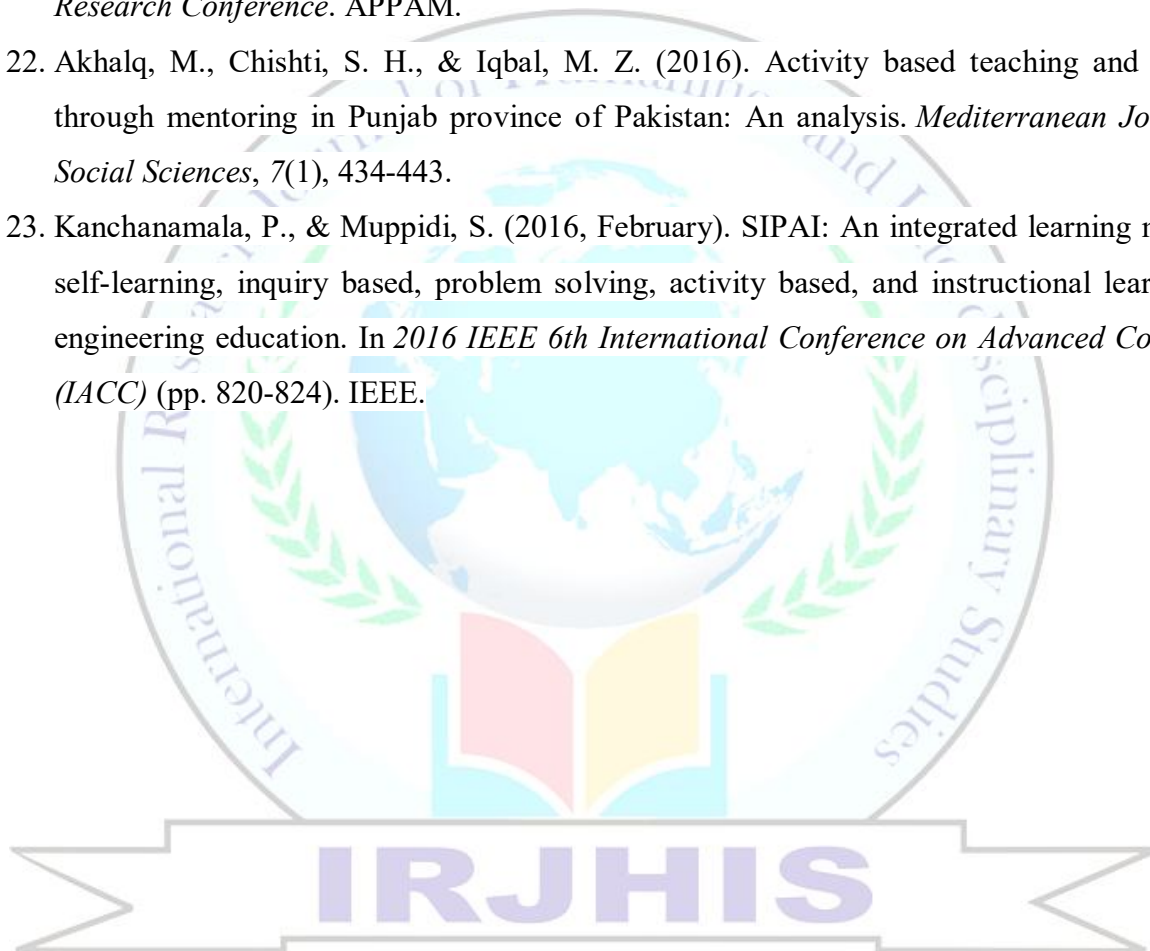 Research Conference. APPAM.
22. Akhalq, M., Chishti, S. H., & Iqbal, M. Z. (2016). Activity based teaching and
through mentoring in Punjab province of Pakistan: An analysis. Mediterranean Jo
Social Sciences, 7(1), 434-443.
23. Kanchanamala, P., & Muppidi, S. (2016, February). SIPAI: An integrated learning
self-learning, inquiry based, problem solving, activity based, and instructional lear
engineering education. In 2016 IEEE 6th International Conference on Advanced Co
(IACC) (pp. 820-824). IEEE.
International
Studies
IRJHIS